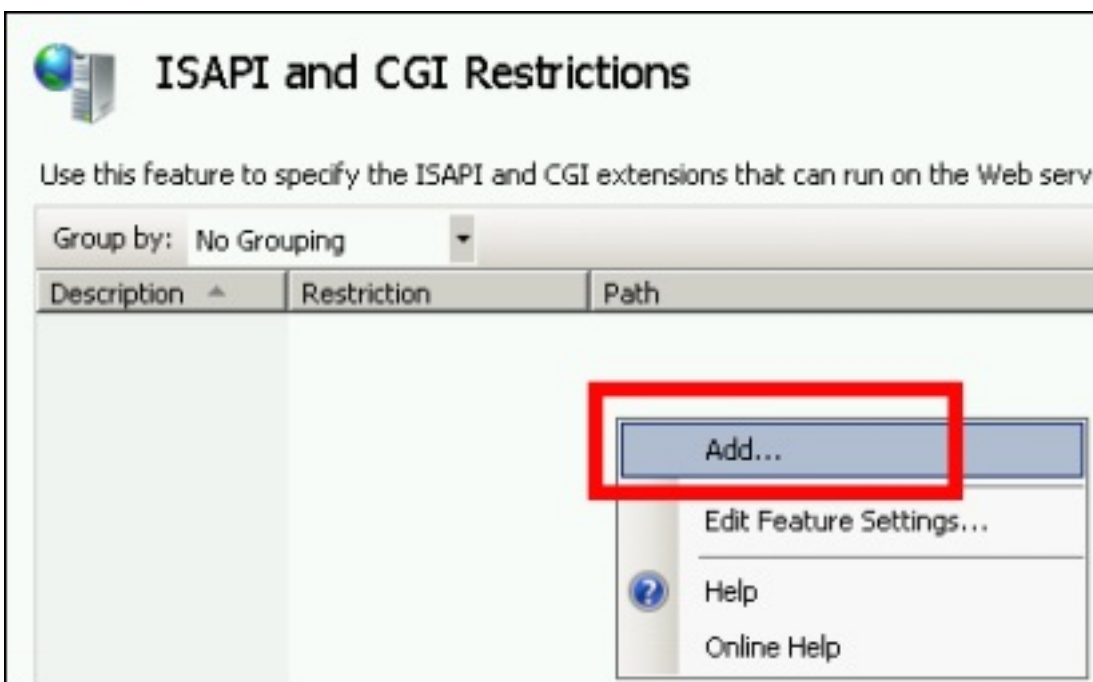 ISAPI and CGI Restrictions
Use this feature to specify the ISAPI and CGI extensions that can run on the Web serv
Group by: No Grouping
Description Restriction Path
Add...
Edit Feature Settings...
Help
Online Help